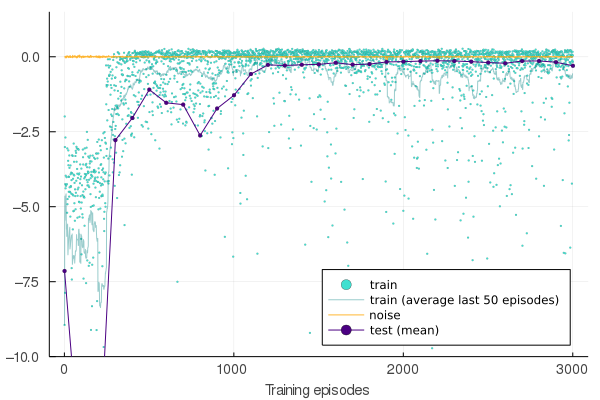 0.0
−2.5
−5.0
−7.5
−10.0
0
1000
2000
3000
Training episodes
train
train (average last 50 episodes)
noise
test (mean)